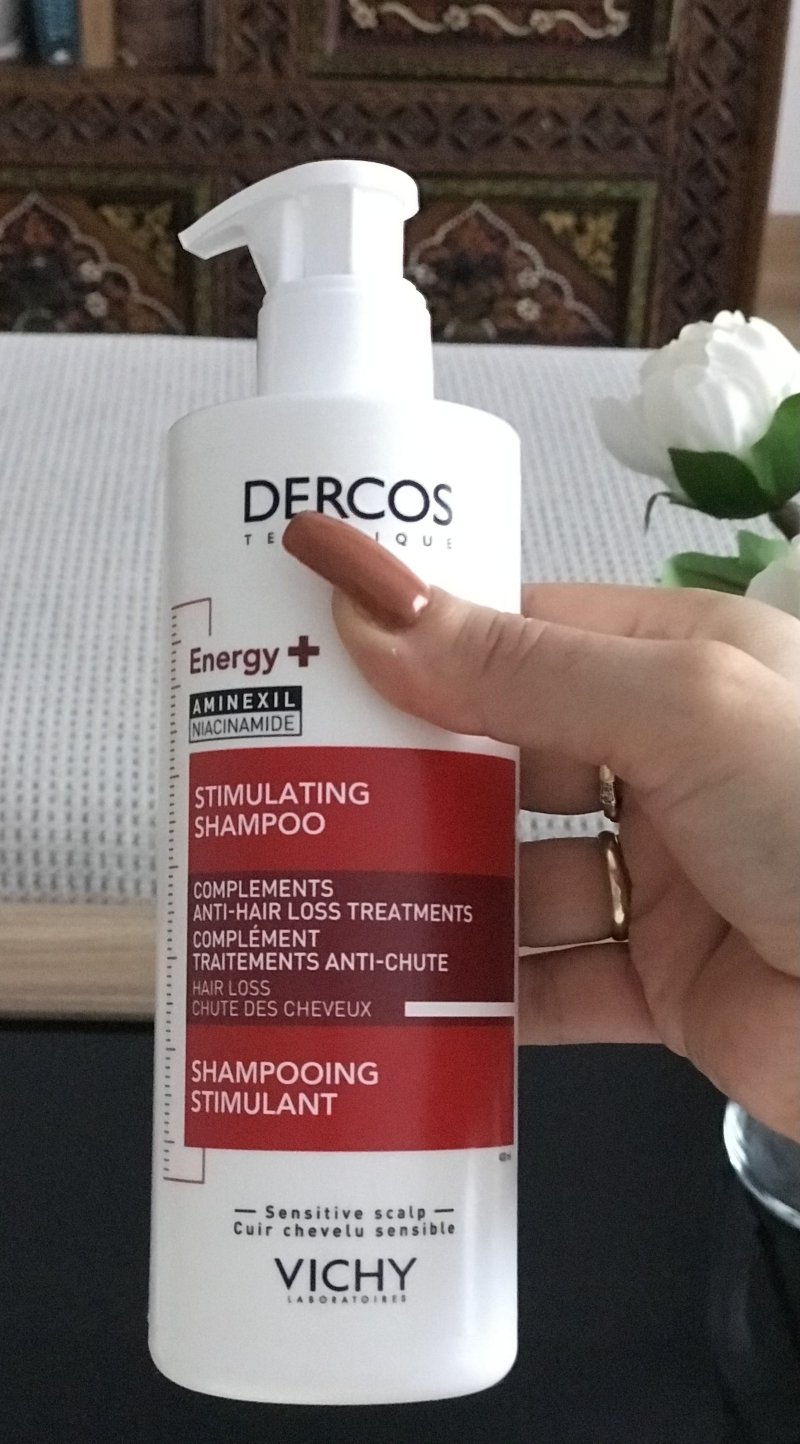 DERCOS
Energy +
AMINEXIL
NIACINAMIDE
STIMULATING
SHAMPOO
COMPLEMENTS
ANTI-HAIR LOSS TREATMENTS
COMPLÉMENT
TRAITEMENTS ANTI-CHUTE
HAIR LOSS
CHUTE DES CHEVEUX
SHAMPOOING
STIMULANT
— Sensitive scalp —
Cuir chevelu sensible
VICHY
LABORATOIRES